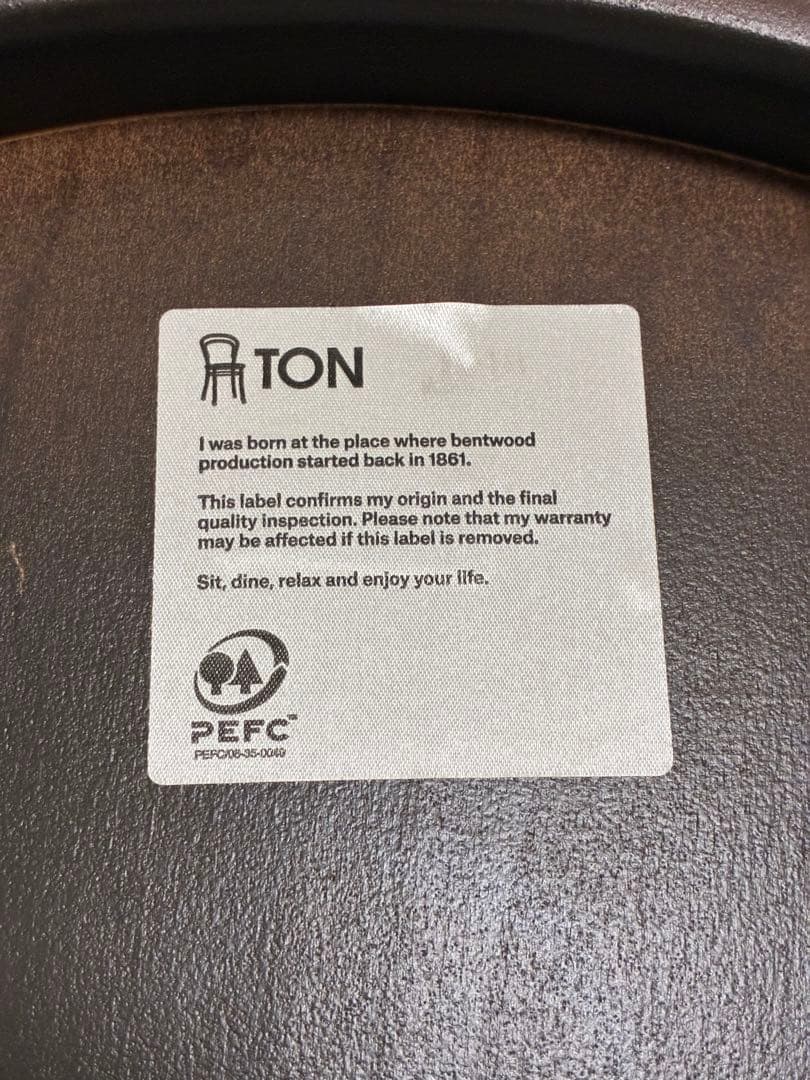 TON
I was born at the place where bentwood
production started back in 1861.
This label confirms my origin and the final
quality inspection. Please note that my warranty
may be affected if this label is removed.
Sit, dine, relax and enjoy your life.
PEFC™
PEFC/08-35-0049